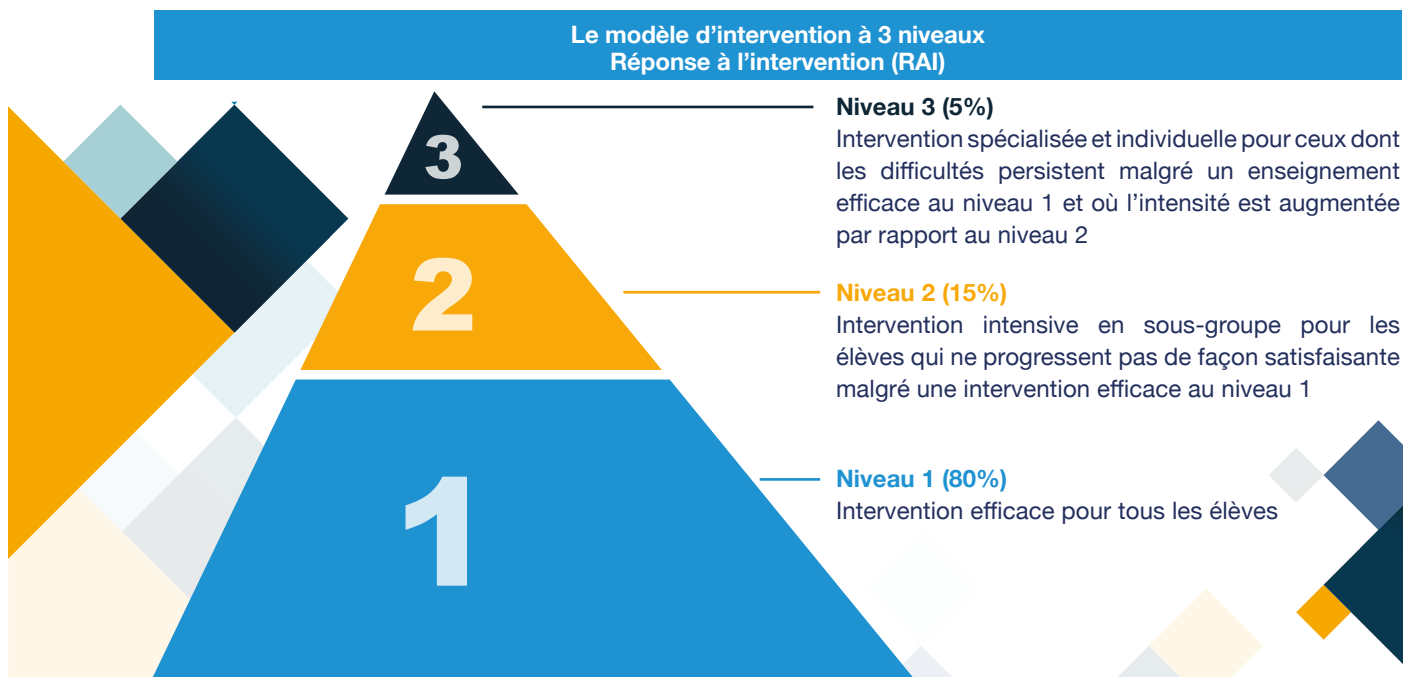 Le modèle d’intervention à 3 niveaux
Réponse à l’intervention (RAI)
3
Niveau 3 (5%)
Intervention spécialisée et individuelle pour ceux dont
les difficultés persistent malgré un enseignement
efficace au niveau 1 et où l’intensité est augmentée
par rapport au niveau 2
2
Niveau 2 (15%)
Intervention intensive en sous-groupe pour les
élèves qui ne progressent pas de façon satisfaisante
malgré une intervention efficace au niveau 1
1
Niveau 1 (80%)
Intervention efficace pour tous les élèves